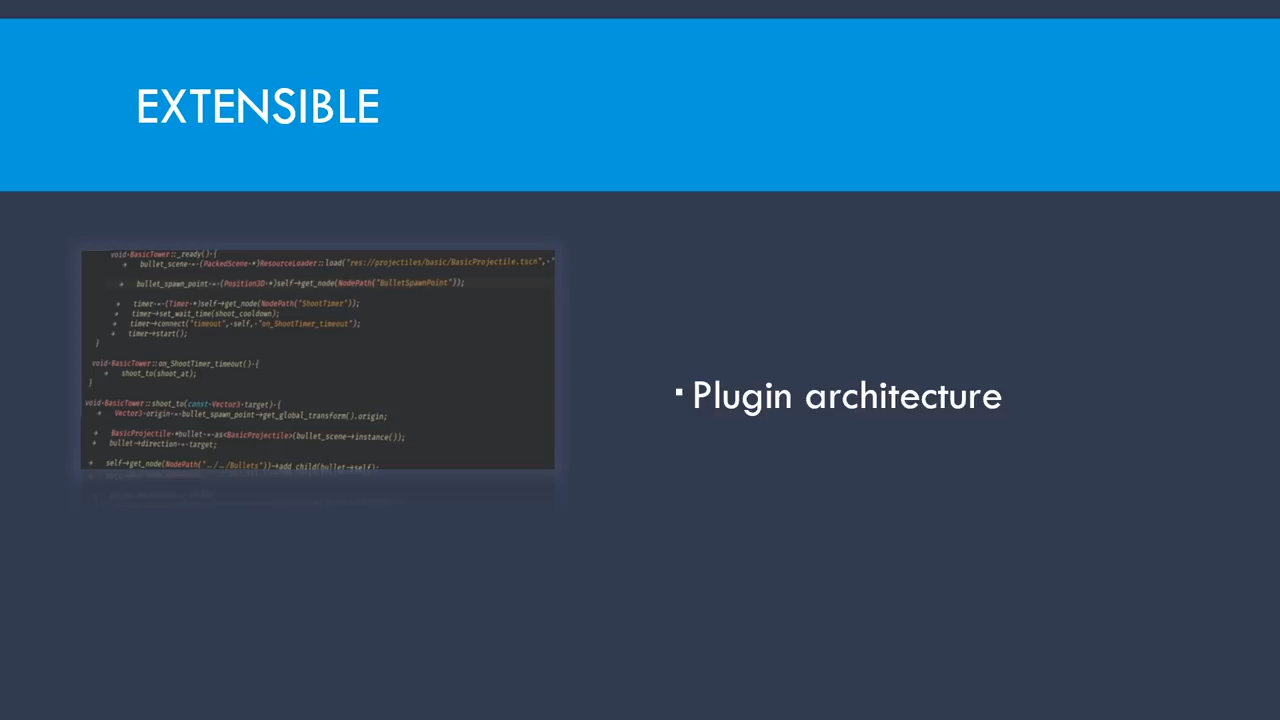 EXTENSIBLE
void·BasicTower::_ready()·{
bullet_scene·=·(PackedScene·*)ResourceLoader::load("res://projectiles/basic/BasicProjectile.tscn",·"
bullet_spawn_point·=·(Position3D·*)self→get_node(NodePath("BulletSpawnPoint"));
timer·=·(Timer·*)self→get_node(NodePath("ShootTimer"));
timer→set_wait_time(shoot_cooldown);
timer→connect("timeout",·self,·"on_ShootTimer_timeout");
timer→start();
}
void·BasicTower::on_ShootTimer_timeout()·{
shoot_to(shoot_at);
}
void·BasicTower::shoot_to(const·Vector3·target)·{
Vector3·origin·=·bullet_spawn_point→get_global_transform().origin;
BasicProjectile·*bullet·=·as<BasicProjectile>(bullet_scene→instance());
bullet→direction·=·target;
self→get_node(NodePath("../../Bullets"))→add_child(bullet→self);
▪ Plugin architecture